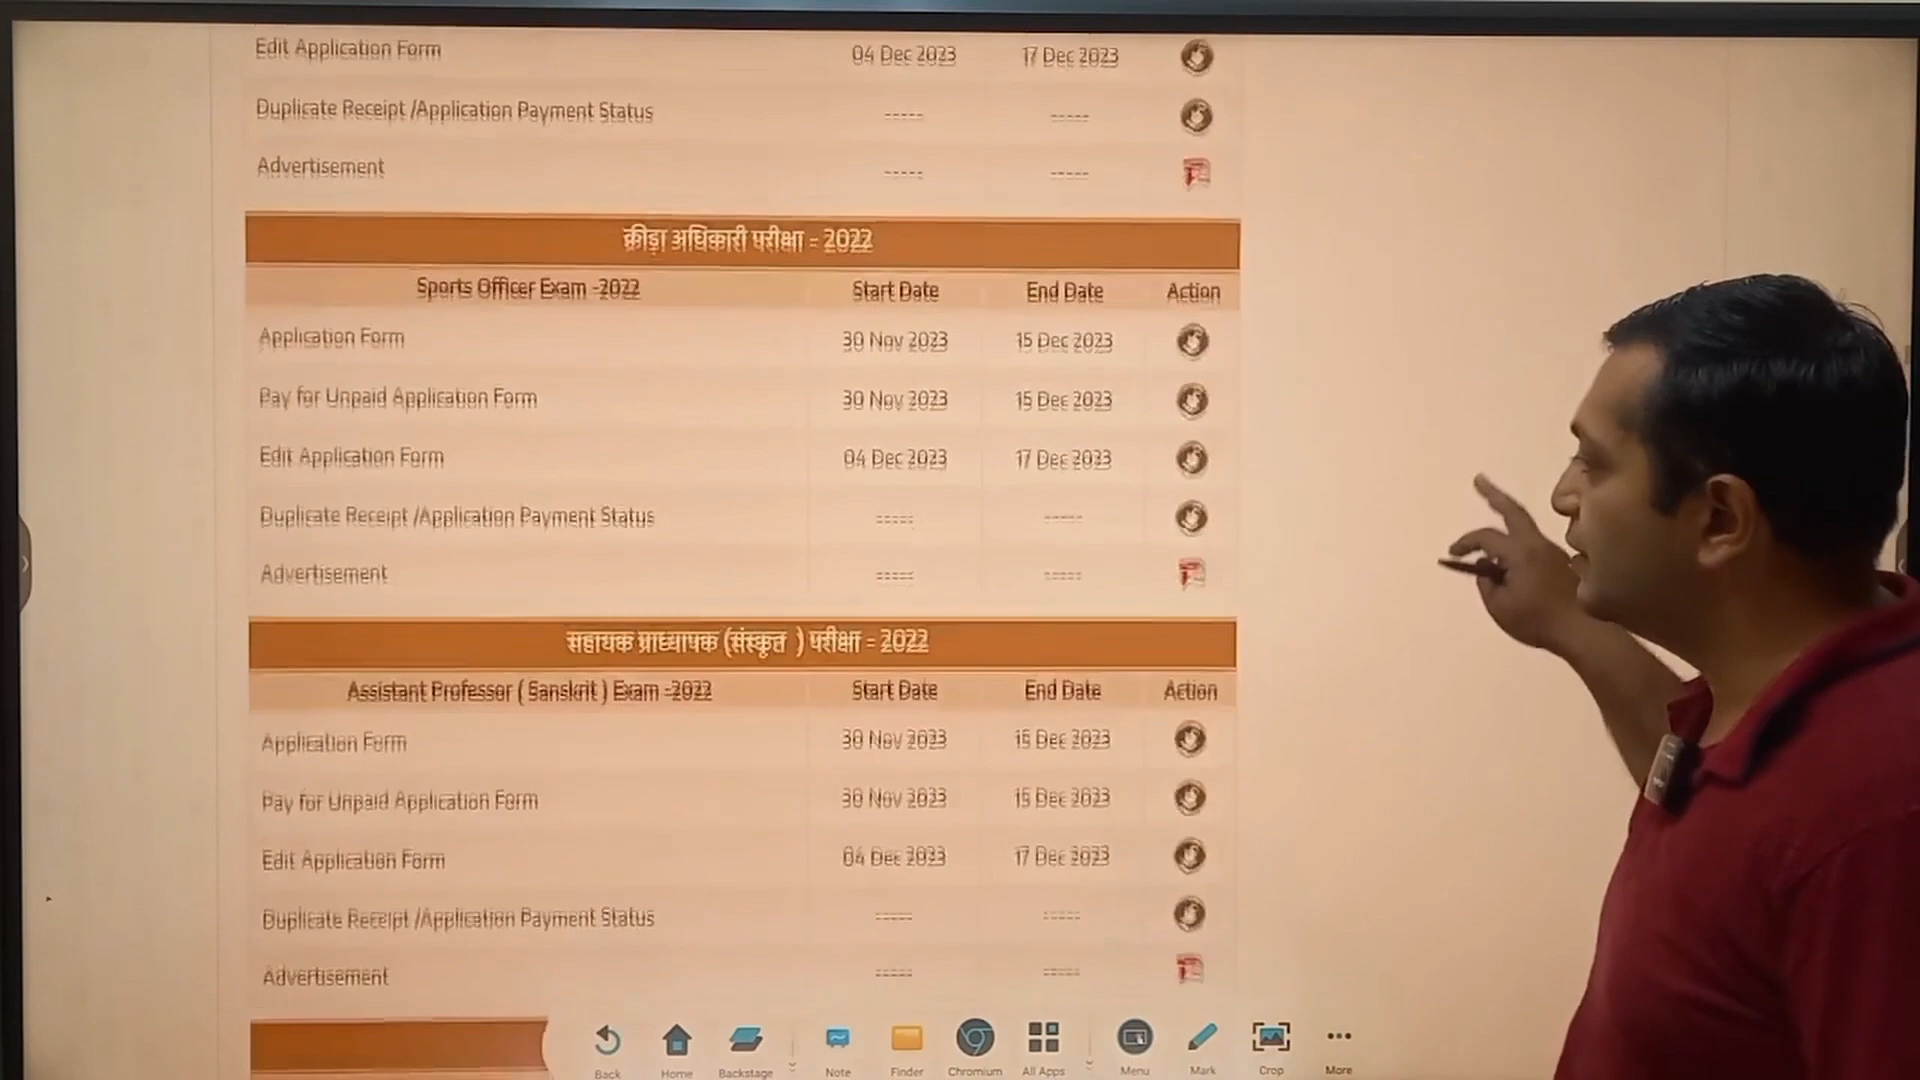 Edit Application Form 04 Dec 2023 17 Dec 2023
Duplicate Receipt /Application Payment Status ----- -----
Advertisement ----- -----
क्रीड़ा अधिकारी परीक्षा - 2022
Sports Officer Exam -2022 Start Date End Date Action
Application Form 30 Nov 2023 15 Dec 2023
Pay for Unpaid Application Form 30 Nov 2023 15 Dec 2023
Edit Application Form 04 Dec 2023 17 Dec 2023
Duplicate Receipt /Application Payment Status ----- -----
Advertisement ----- -----
सहायक प्राध्यापक (संस्कृत ) परीक्षा - 2022
Assistant Professor ( Sanskrit ) Exam -2022 Start Date End Date Action
Application Form 30 Nov 2023 15 Dec 2023
Pay for Unpaid Application Form 30 Nov 2023 15 Dec 2023
Edit Application Form 04 Dec 2023 17 Dec 2023
Duplicate Receipt /Application Payment Status ----- -----
Advertisement ----- -----
Back Home Backstage Note Finder Chromium All Apps Menu Mark Crop More